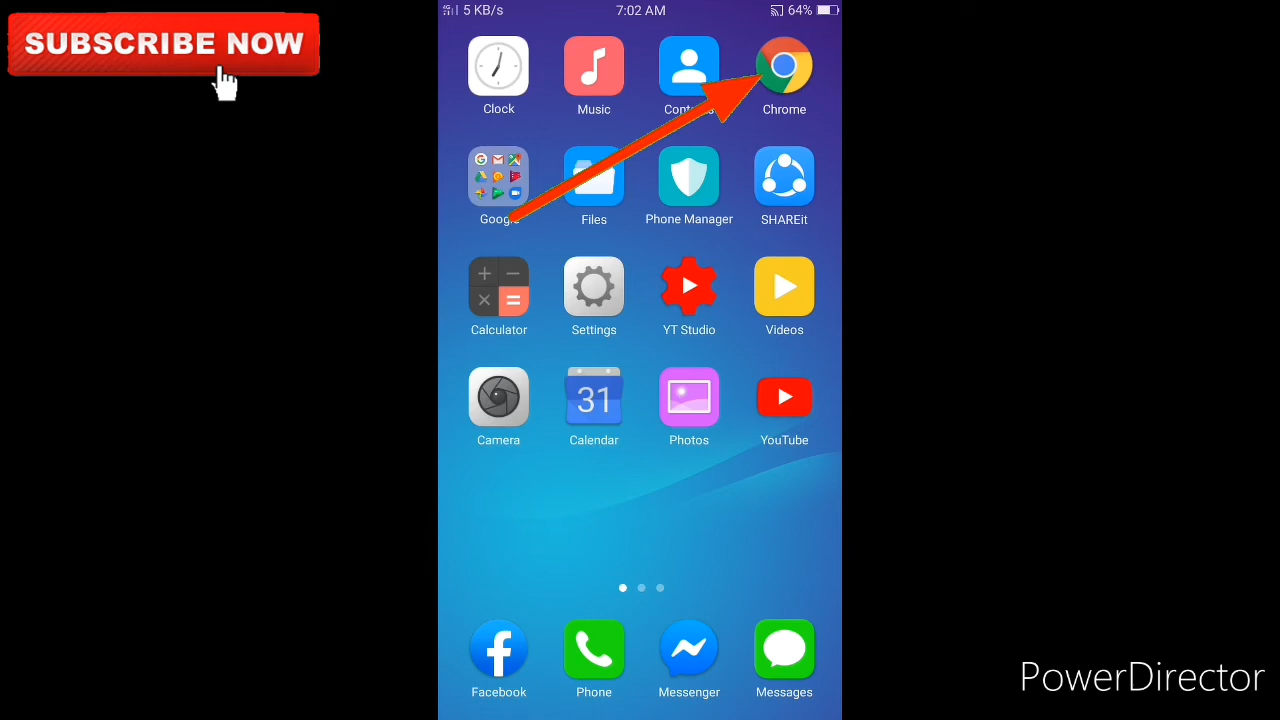 SUBSCRIBE NOW
5 KB/s 7:02 AM 64%
Clock Music Chrome
Google Files Phone Manager SHAREit
Calculator Settings YT Studio Videos
31
Camera Calendar Photos YouTube
Facebook Phone Messenger Messages
PowerDirector